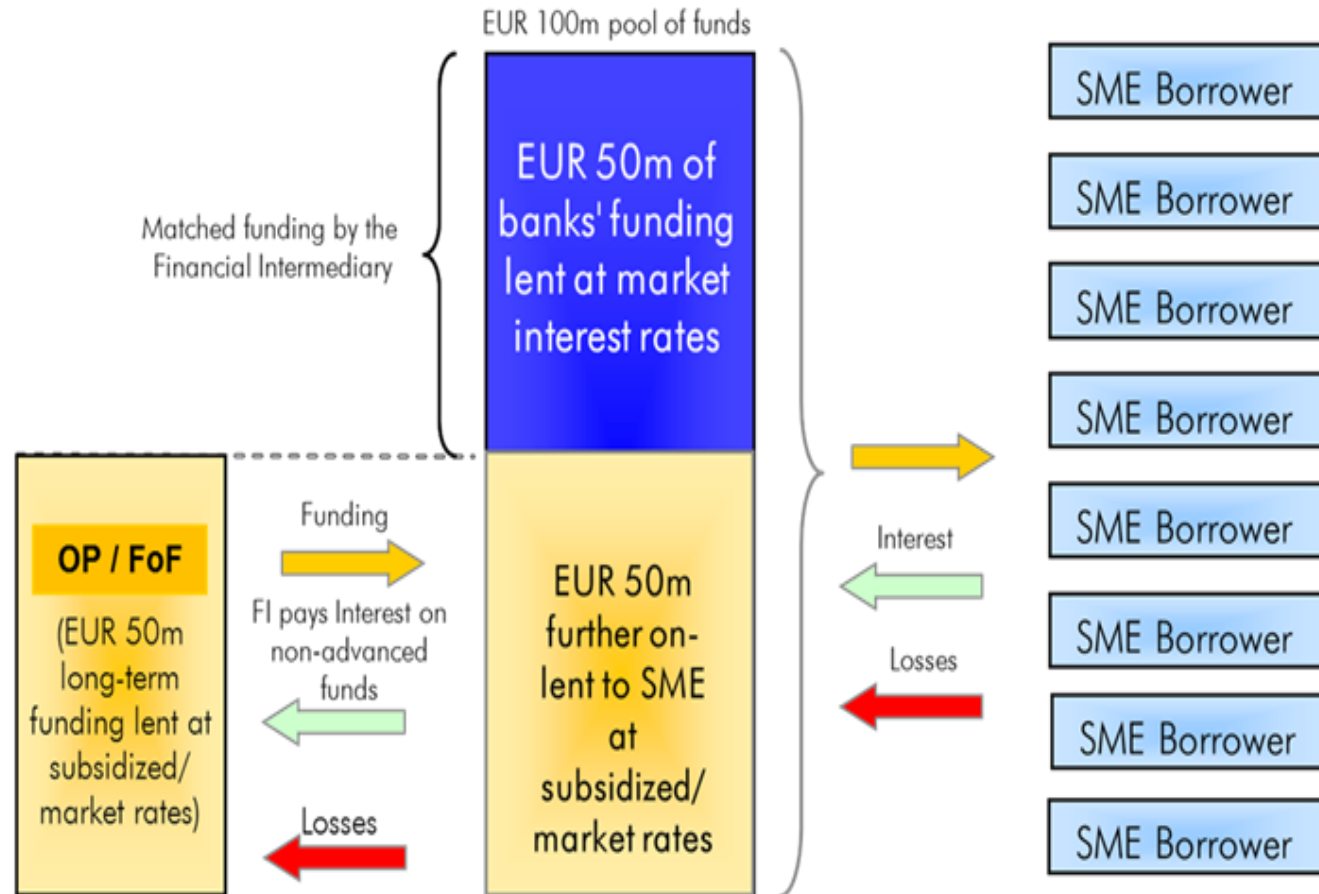 EUR 100m pool of funds
Matched funding by the
Financial Intermediary
EUR 50m of
banks' funding
lent at market
interest rates
OP / FoF
(EUR 50m
long-term
funding lent at
subsidized/
market rates)
Funding
FI pays Interest on
non-advanced
funds
Losses
EUR 50m
further on-
lent to SME
at
subsidized/
market rates
Interest
Losses
SME Borrower
SME Borrower
SME Borrower
SME Borrower
SME Borrower
SME Borrower
SME Borrower
SME Borrower